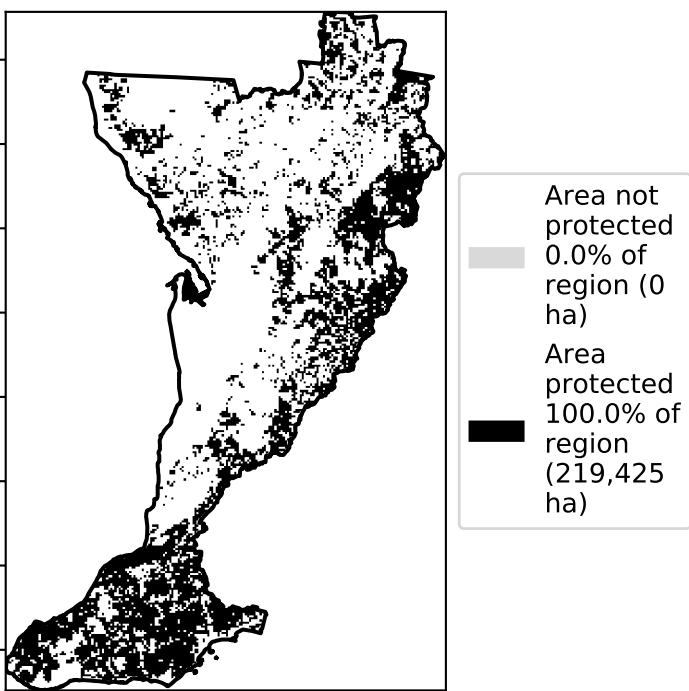 Area not
protected
0.0% of
region (0
ha)
Area
protected
100.0% of
region
(219,425
ha)